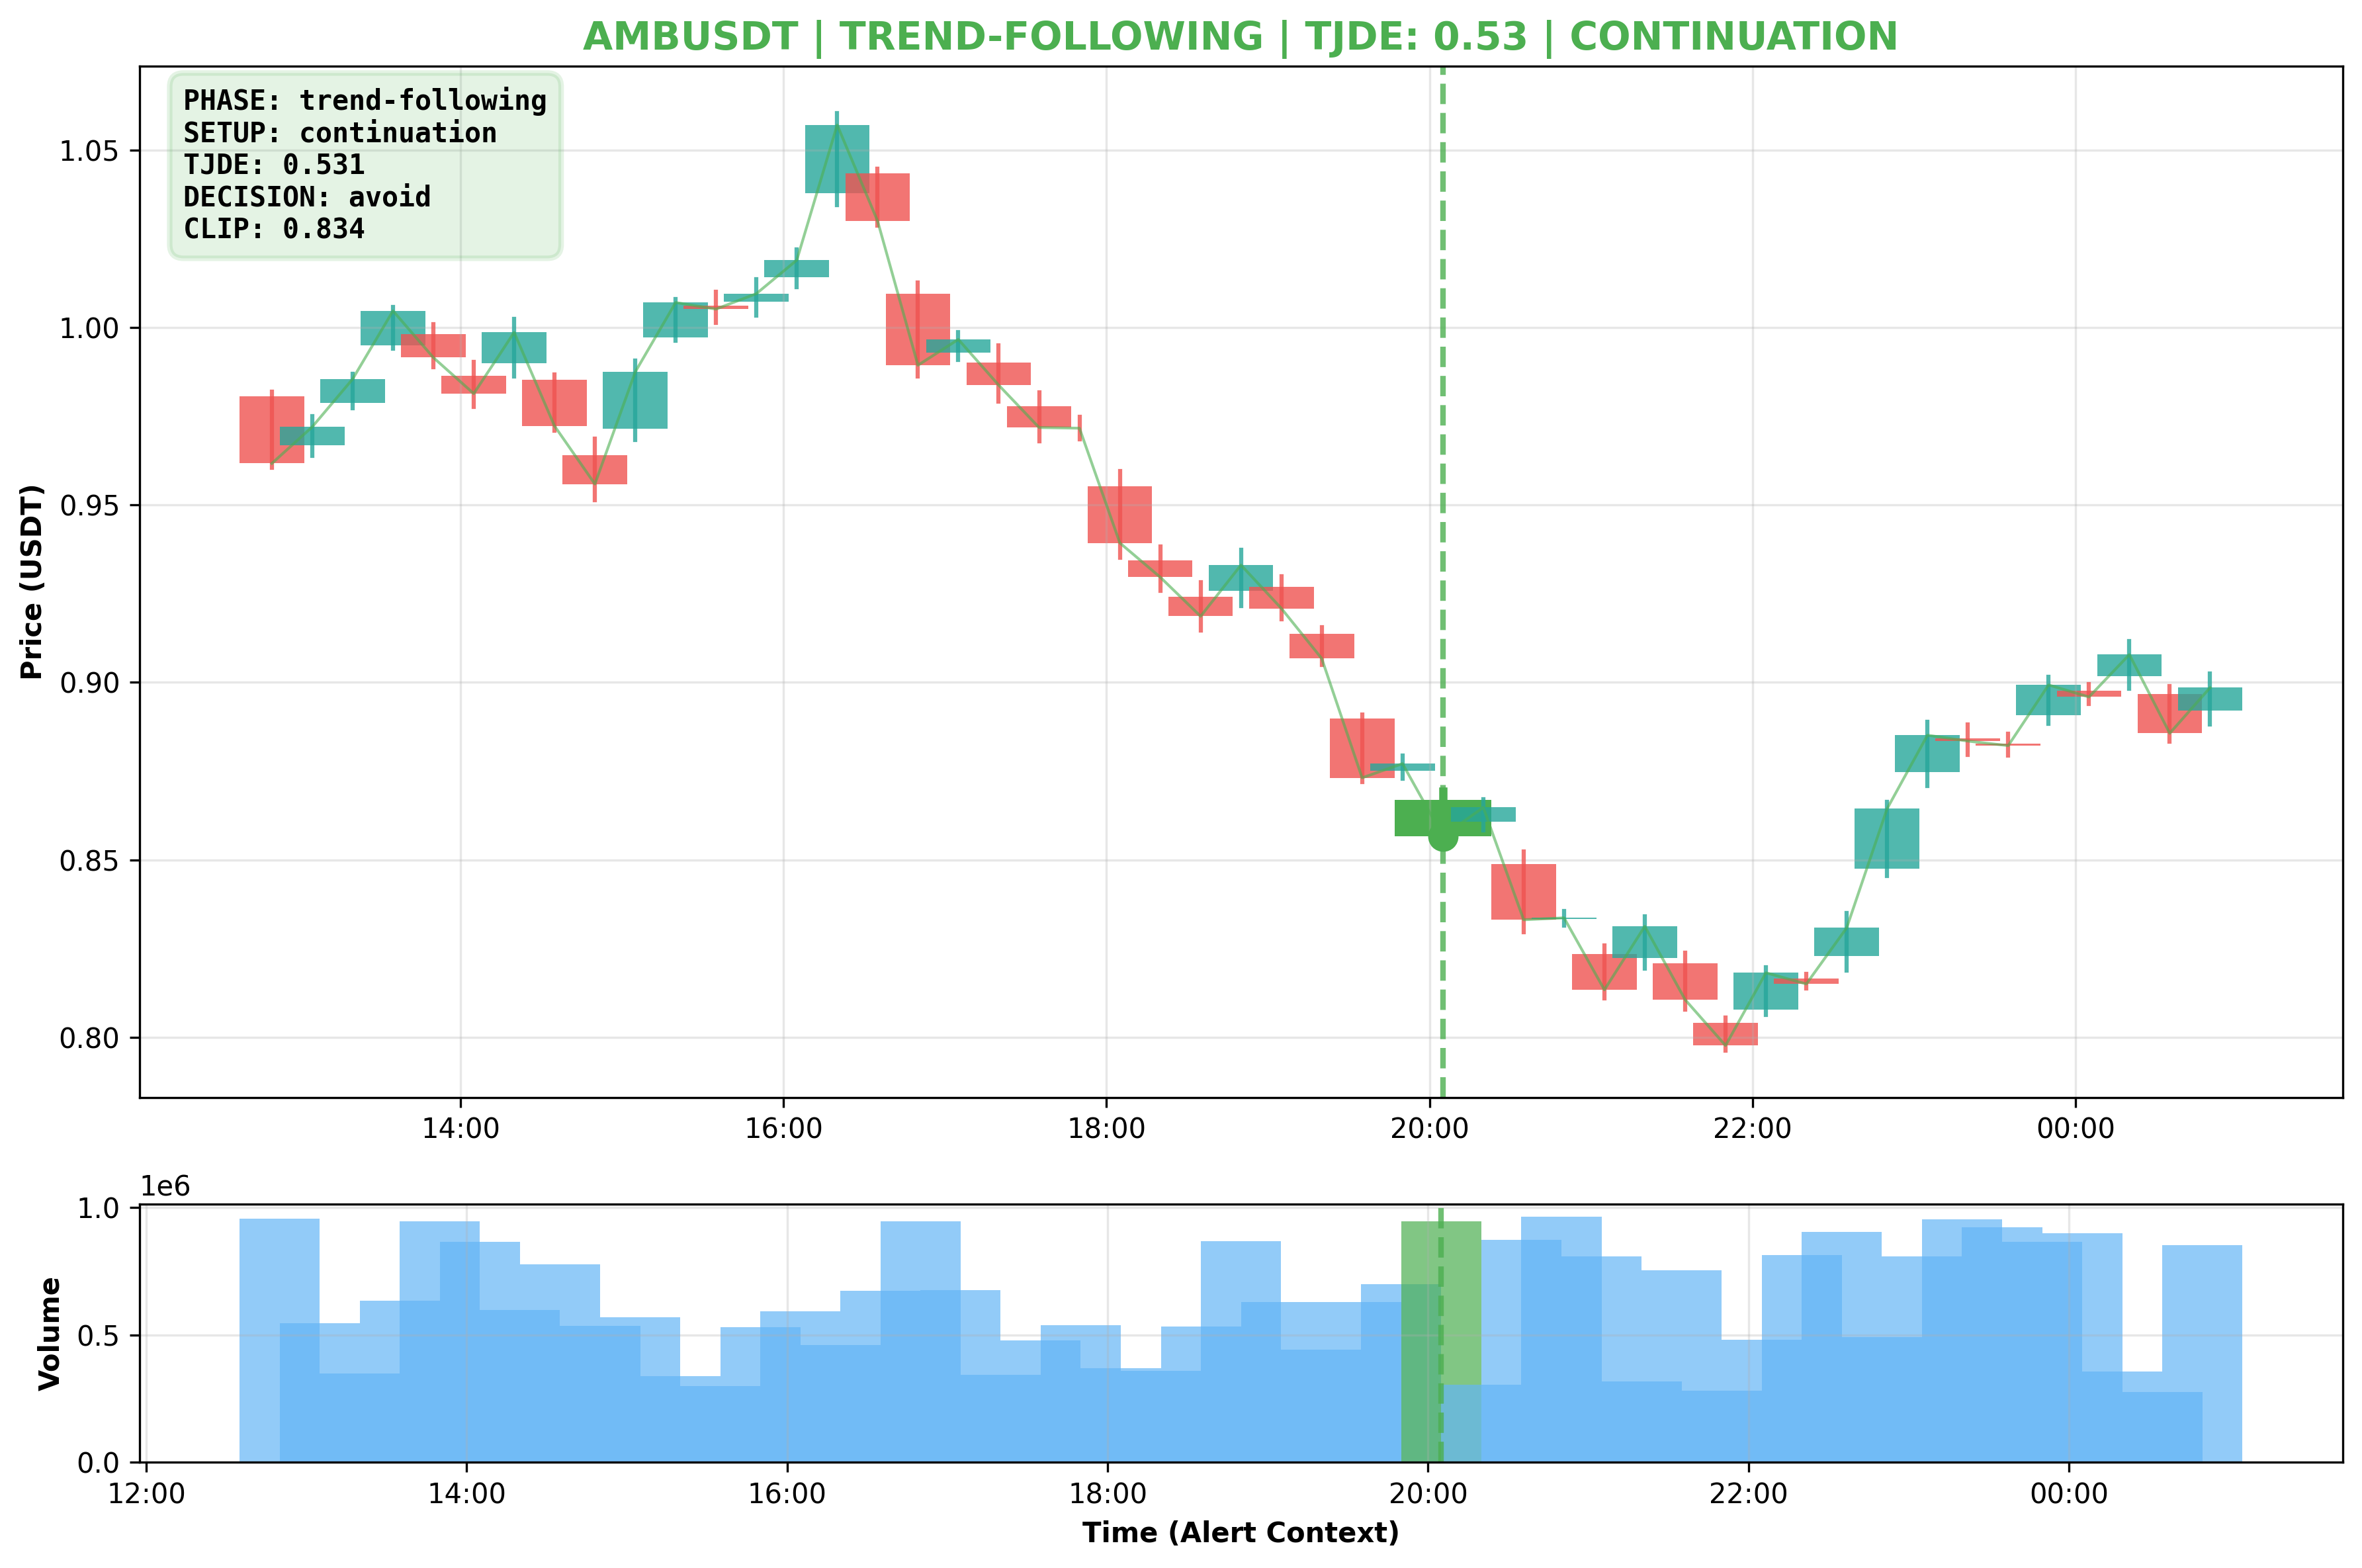 AMBUSDT | TREND-FOLLOWING | TJDE: 0.53 | CONTINUATION
PHASE: trend-following
SETUP: continuation
TJDE: 0.531
DECISION: avoid
CLIP: 0.834
Price (USDT)
1.05
1.00
0.95
0.90
0.85
0.80
14:00 16:00 18:00 20:00 22:00 00:00
1e6
Volume
1.0
0.5
0.0
12:00 14:00 16:00 18:00 20:00 22:00 00:00
Time (Alert Context)